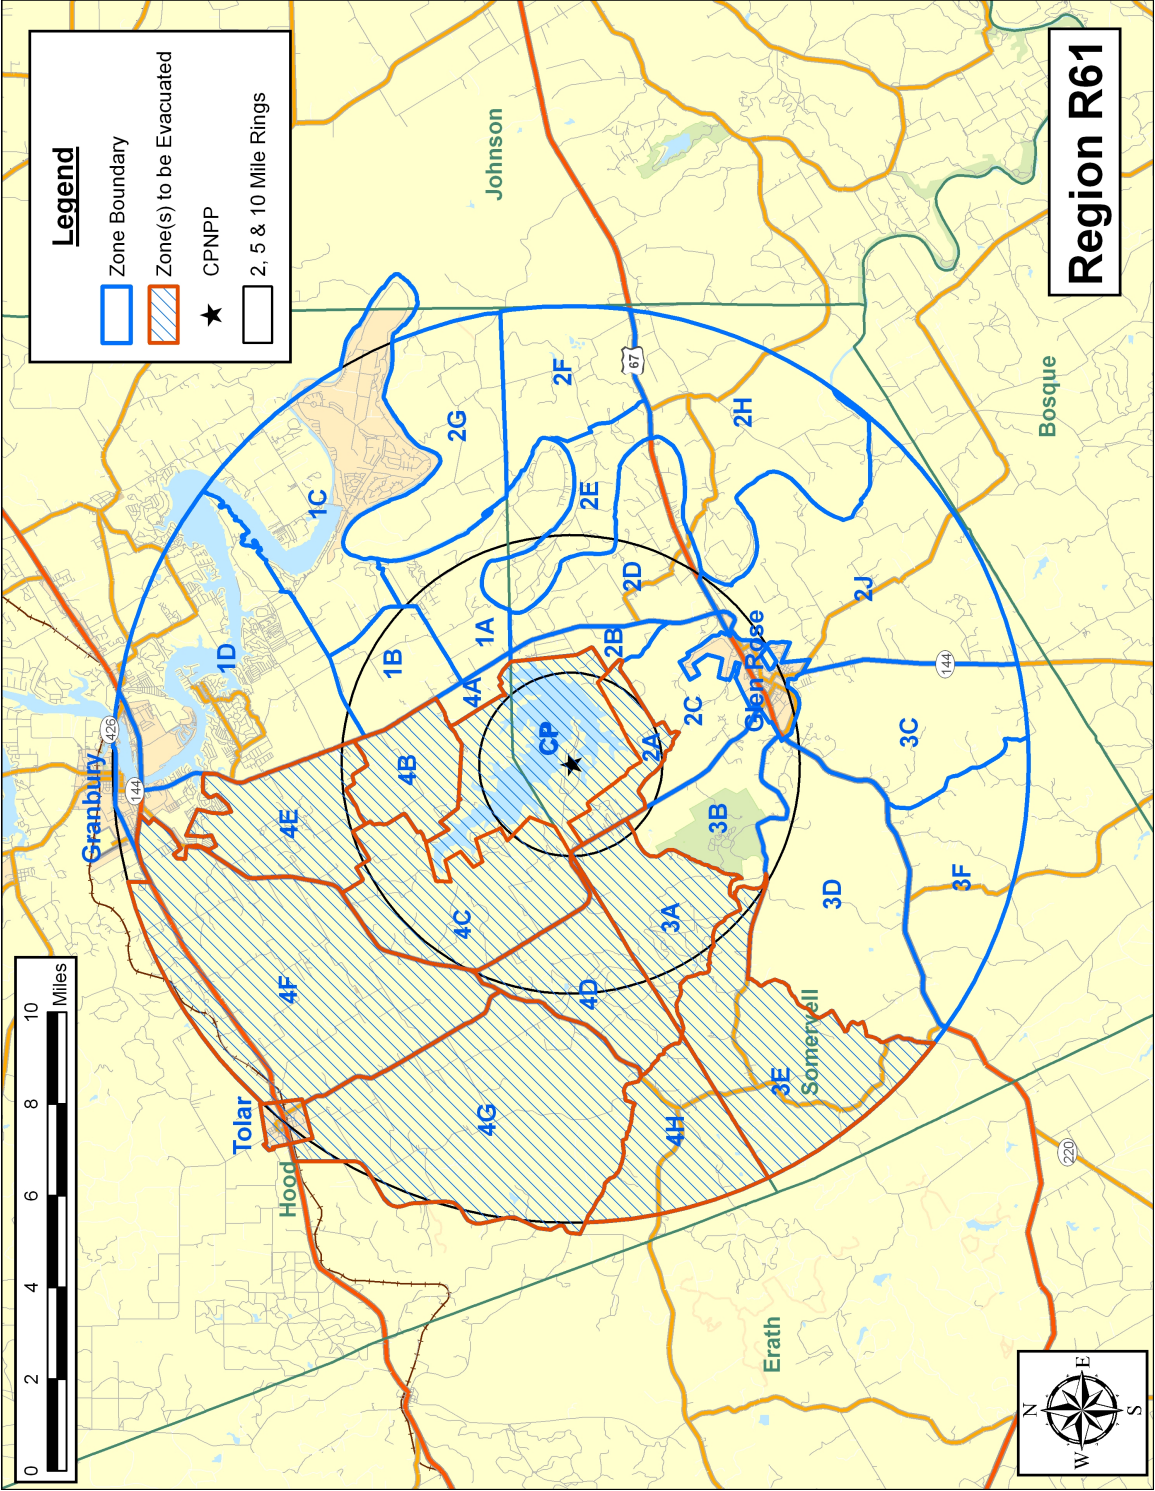 Legend
Zone Boundary
Zone(s) to be Evacuated
CPNPP
2, 5 & 10 Mile Rings
Region R61
0 2 4 6 8 10
Miles
N
W E
S
Granbury
Tolar
Glen Rose
Hood
Somervell
Erath
Bosque
Johnson
426
144
67
144
220
CP
1A
1B
1C
1D
2A
2B
2C
2D
2E
2F
2G
2H
2J
3A
3B
3C
3D
3E
3F
4A
4B
4C
4D
4E
4F
4G
4H